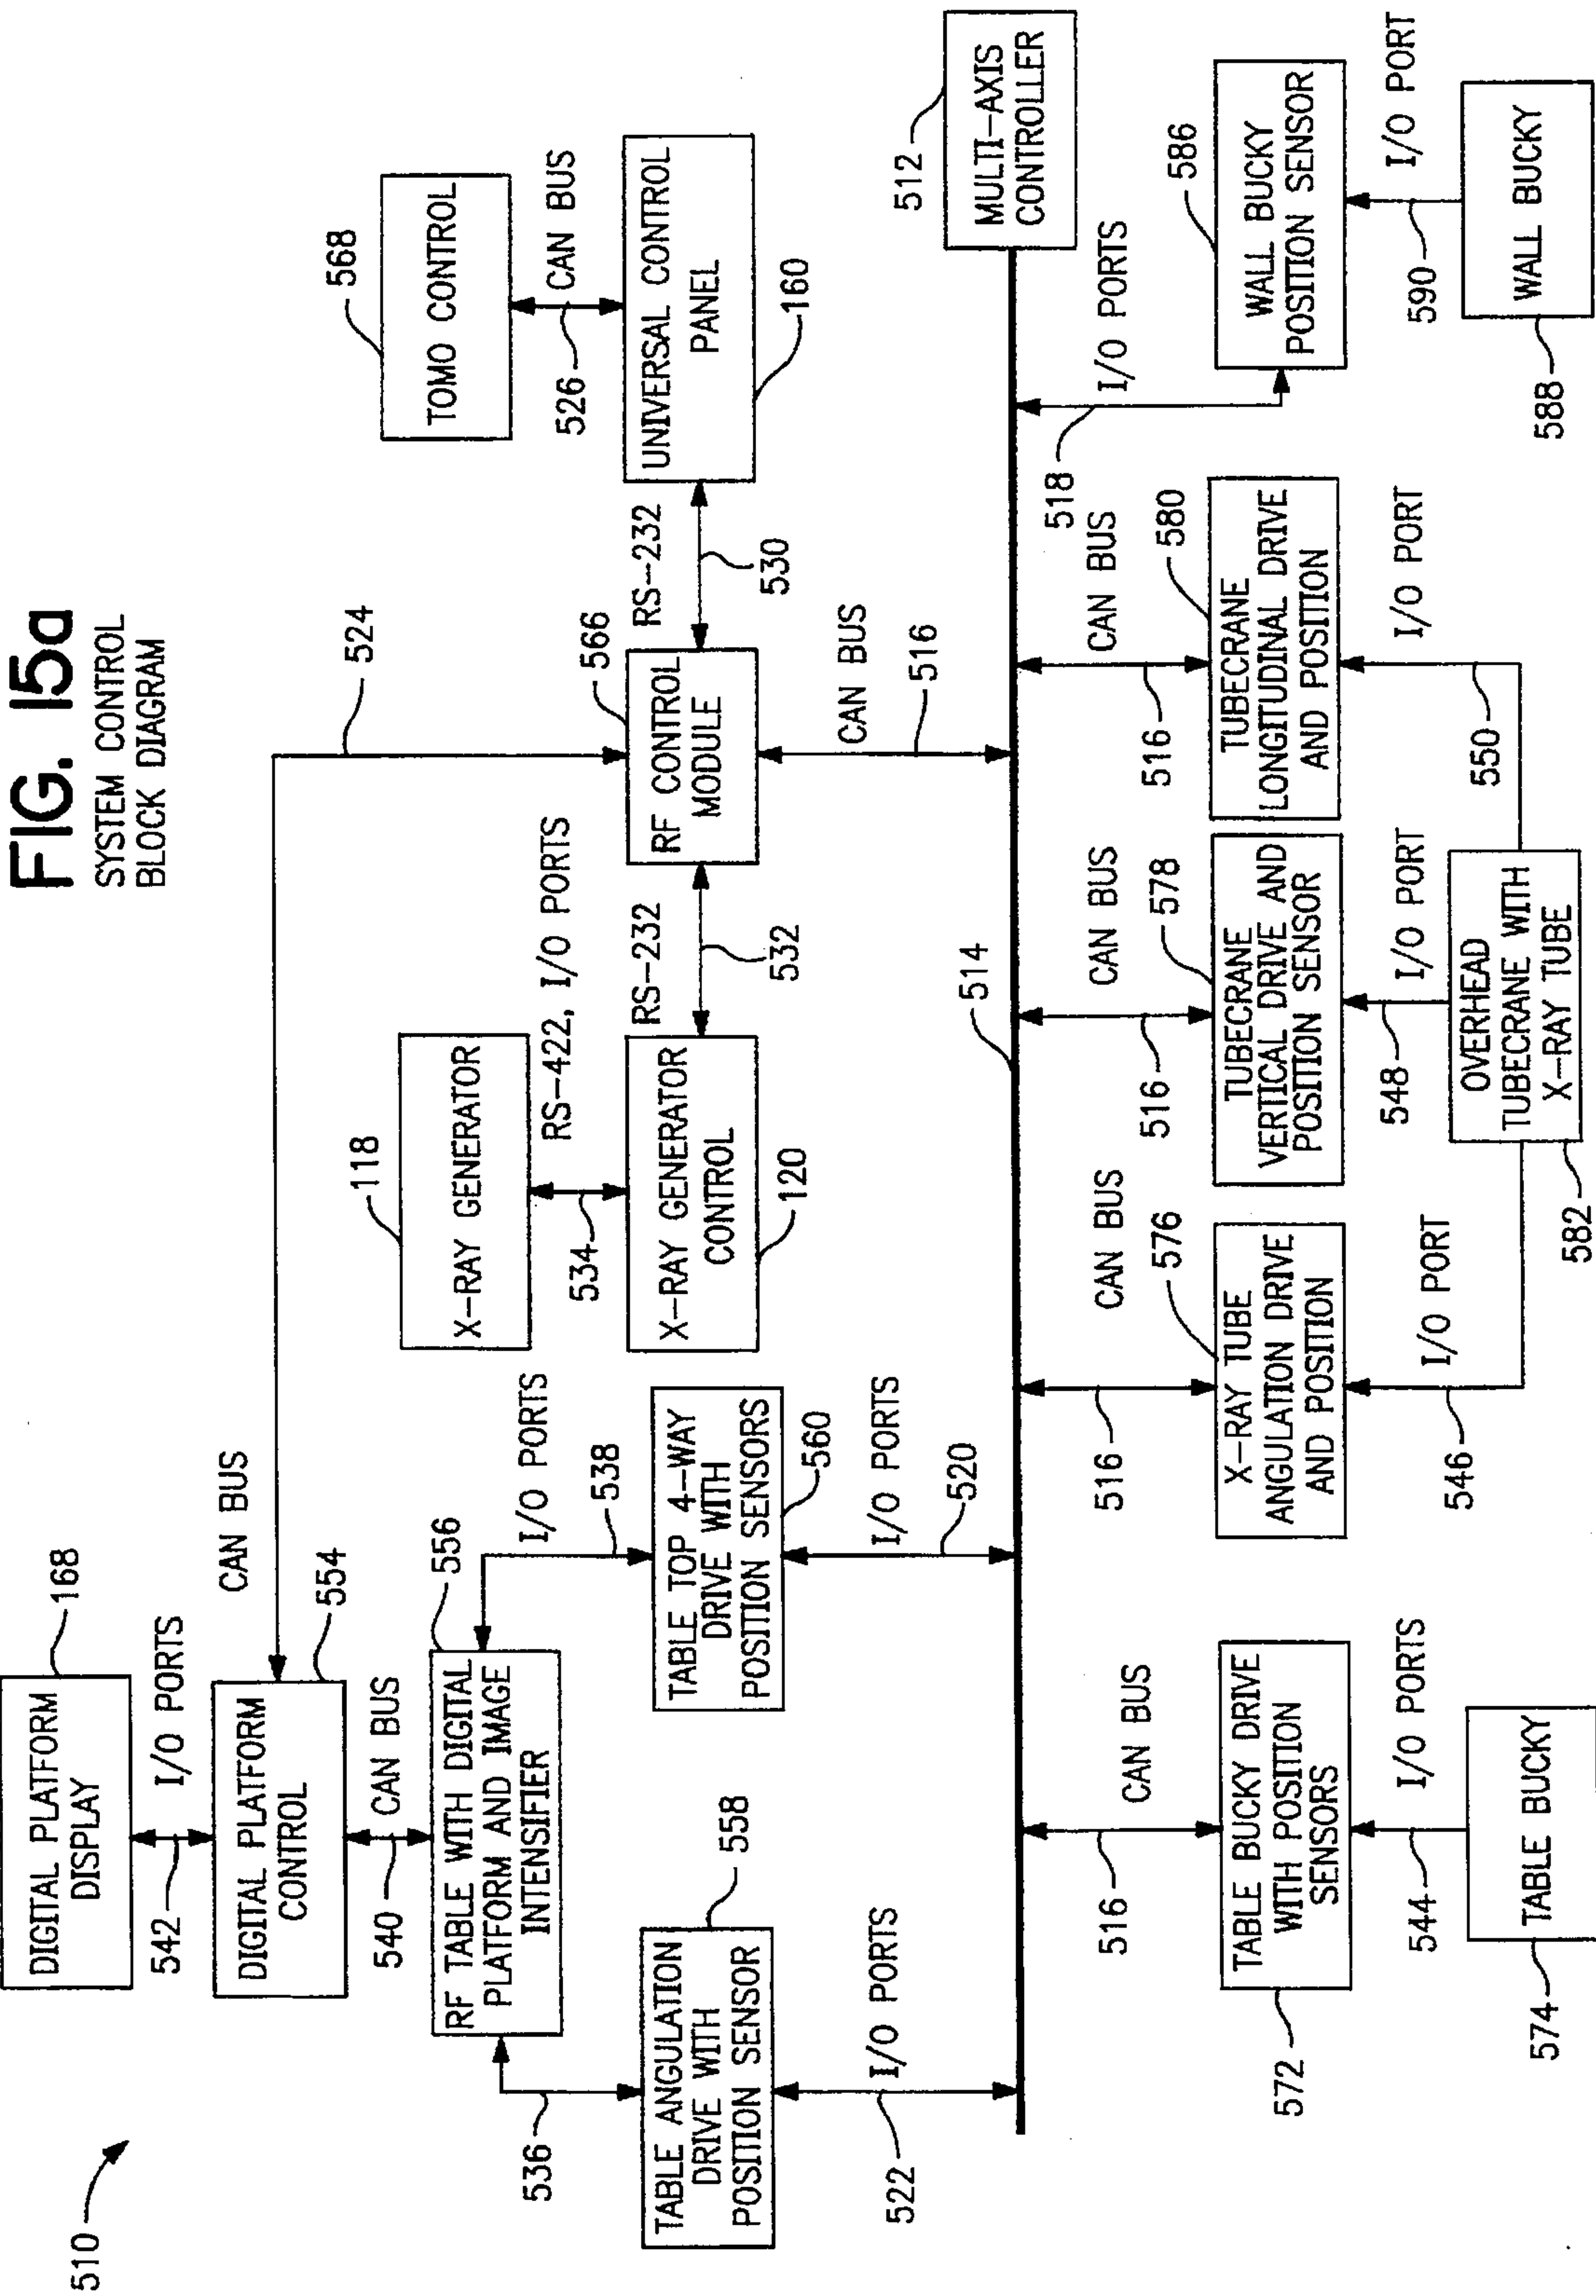 FIG. 15a
SYSTEM CONTROL
BLOCK DIAGRAM
510
DIGITAL PLATFORM
DISPLAY
168
542
I/O PORTS
DIGITAL PLATFORM
CONTROL
554
CAN BUS
524
540
CAN BUS
RF TABLE WITH DIGITAL
PLATFORM AND IMAGE
INTENSIFIER
556
536
I/O PORTS
538
TABLE ANGULATION
DRIVE WITH
POSITION SENSOR
558
TABLE TOP 4-WAY
DRIVE WITH
POSITION SENSORS
560
522
I/O PORTS
I/O PORTS
520
118
X-RAY GENERATOR
534
RS-422, I/O PORTS
X-RAY GENERATOR
CONTROL
120
RS-232
532
RF CONTROL
MODULE
566
RS-232
530
CAN BUS
516
568
TOMO CONTROL
526
CAN BUS
UNIVERSAL CONTROL
PANEL
160
512
MULTI-AXIS
CONTROLLER
514
516
CAN BUS
TABLE BUCKY DRIVE
WITH POSITION
SENSORS
572
544
I/O PORTS
TABLE BUCKY
574
516
CAN BUS
576
X-RAY TUBE
ANGULATION DRIVE
AND POSITION
546
I/O PORT
516
CAN BUS
578
TUBECRANE
VERTICAL DRIVE AND
POSITION SENSOR
548
I/O PORT
516
CAN BUS
580
TUBECRANE
LONGITUDINAL DRIVE
AND POSITION
550
I/O PORT
OVERHEAD
TUBECRANE WITH
X-RAY TUBE
582
518
I/O PORTS
586
WALL BUCKY
POSITION SENSOR
590
I/O PORT
WALL BUCKY
588